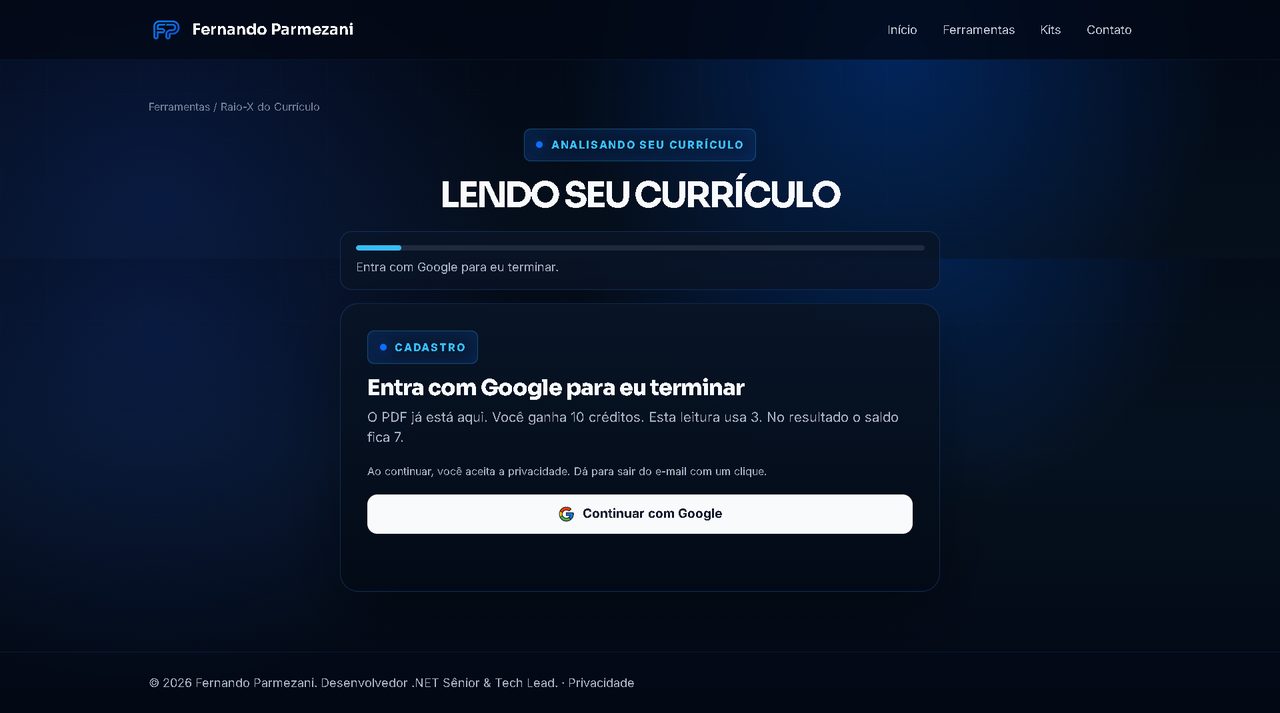 FP Fernando Parmezani
Início Ferramentas Kits Contato
Ferramentas / Raio-X do Currículo
ANALISANDO SEU CURRÍCULO
LENDO SEU CURRÍCULO
Entra com Google para eu terminar.
CADASTRO
Entra com Google para eu terminar
O PDF já está aqui. Você ganha 10 créditos. Esta leitura usa 3. No resultado o saldo
fica 7.
Ao continuar, você aceita a privacidade. Dá para sair do e-mail com um clique.
Continuar com Google
© 2026 Fernando Parmezani. Desenvolvedor .NET Sênior & Tech Lead. · Privacidade